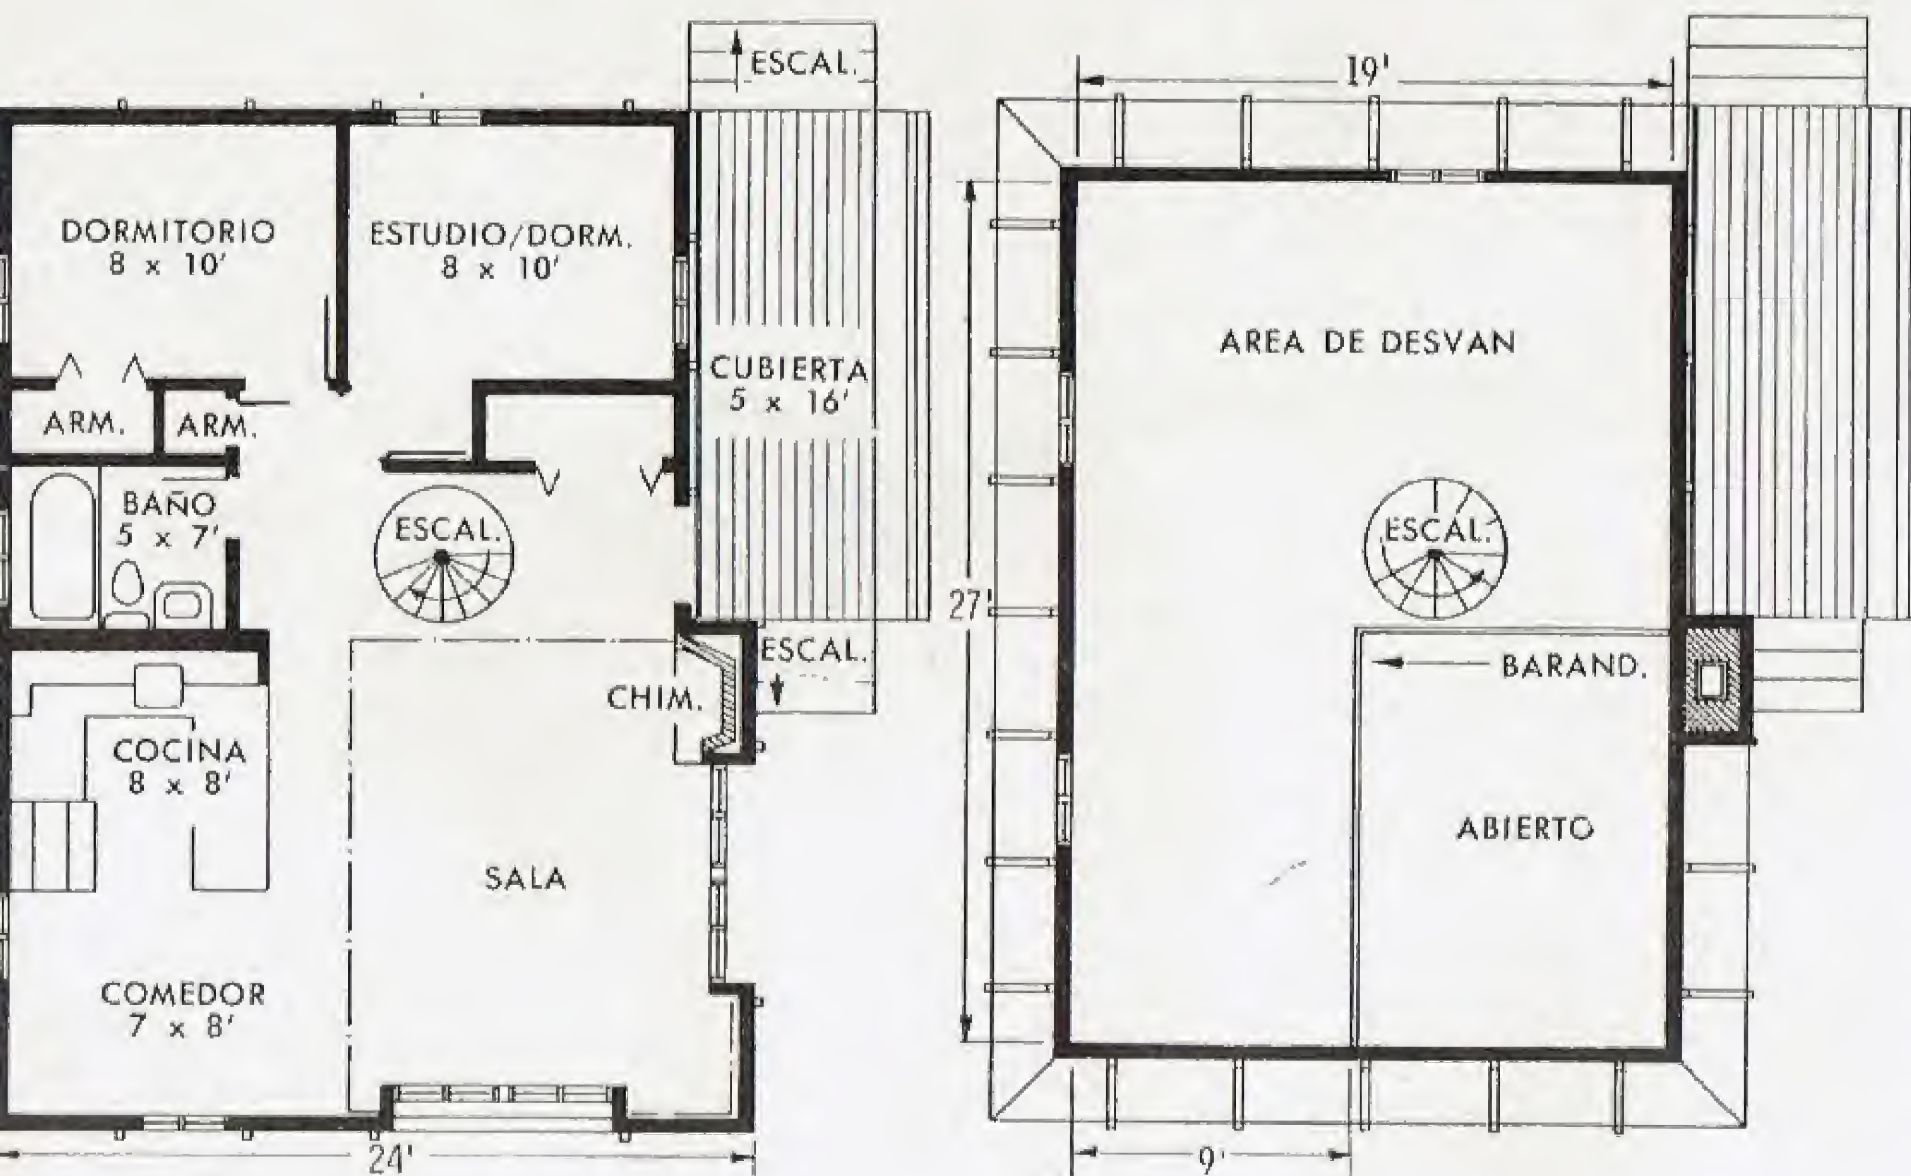 ESCAL.
DORMITORIO
8 x 10'
ESTUDIO/DORM.
8 x 10'
CUBIERTA
5 x 16'
ARM.
ARM.
BAÑO
5 x 7'
ESCAL.
ESCAL.
CHIM.
COCINA
8 x 8'
SALA
COMEDOR
7 x 8'
24'
19'
AREA DE DESVAN
ESCAL.
27'
BARAND.
ABIERTO
9'